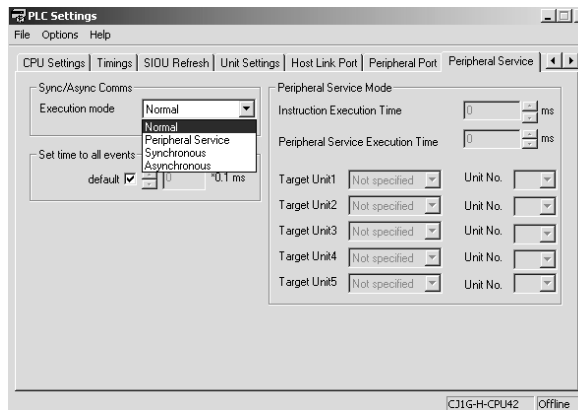 PLC Settings
File Options Help
CPU Settings Timings SIOU Refresh Unit Settings Host Link Port Peripheral Port Peripheral Service
Sync/Async Comms
Execution mode Normal
Normal
Peripheral Service
Synchronous
Asynchronous
Set time to all events
default 0 *0.1 ms
Peripheral Service Mode
Instruction Execution Time 0 ms
Peripheral Service Execution Time 0 ms
Target Unit1 Not specified Unit No.
Target Unit2 Not specified Unit No.
Target Unit3 Not specified Unit No.
Target Unit4 Not specified Unit No.
Target Unit5 Not specified Unit No.
CJ1G-H-CPU42 Offline